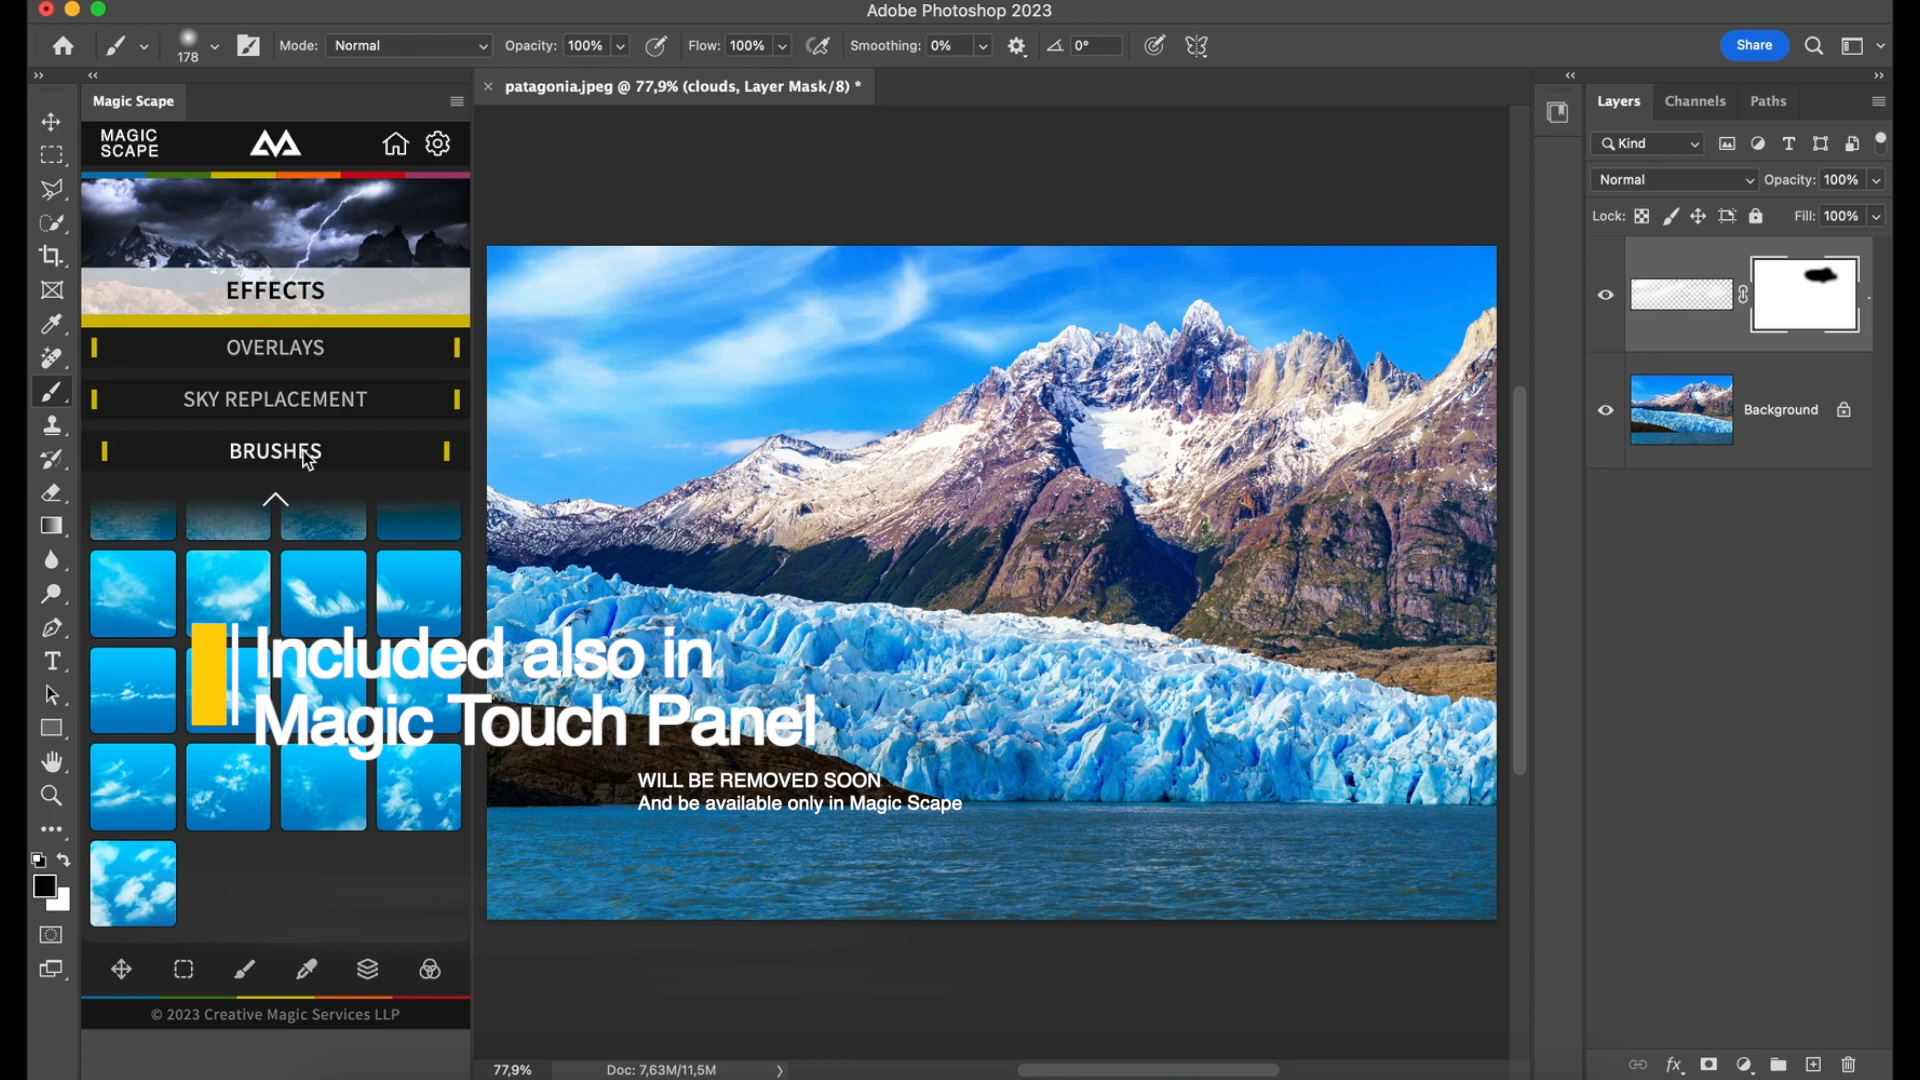 Adobe Photoshop 2023
178
Mode: Normal
Opacity: 100%
Flow: 100%
Smoothing: 0%
0°
Share
Magic Scape
× patagonia.jpeg @ 77,9% (clouds, Layer Mask/8) *
Layers
Channels
Paths
MAGIC
SCAPE
Kind
Normal
Opacity: 100%
Lock:
Fill: 100%
EFFECTS
OVERLAYS
SKY REPLACEMENT
BRUSHES
Background
Included also in
Magic Touch Panel
WILL BE REMOVED SOON
And be available only in Magic Scape
© 2023 Creative Magic Services LLP
77,9%
Doc: 7,63M/11,5M
fx